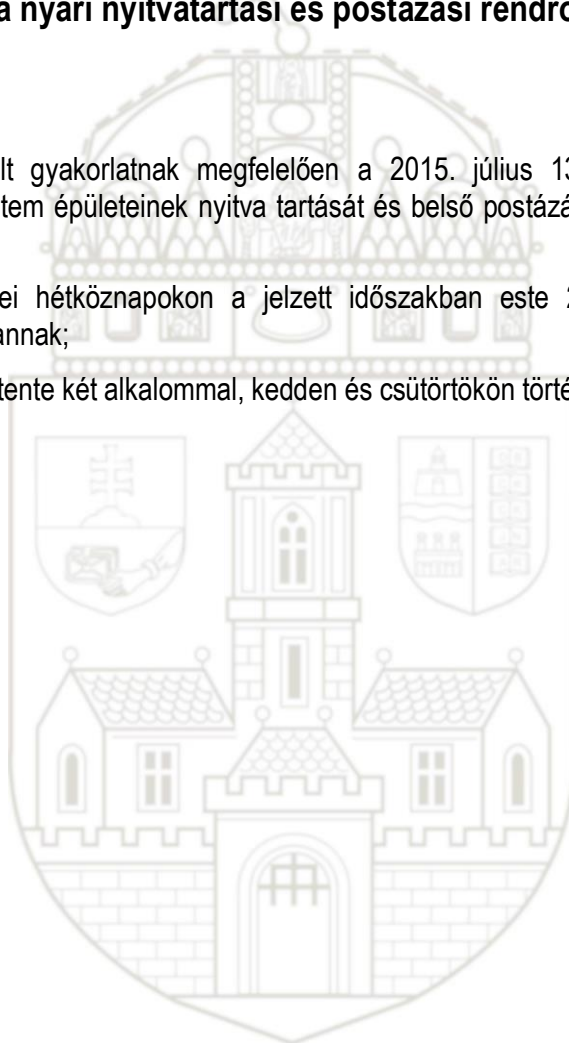 a nyári nyitvatartási és postázási rendrő
lt gyakorlatnak megfelelően a 2015. július 13
tem épületeinek nyitva tartását és belső postázá
ei hétköznapokon a jelzett időszakban este 2
annak;
tente két alkalommal, kedden és csütörtökön törté